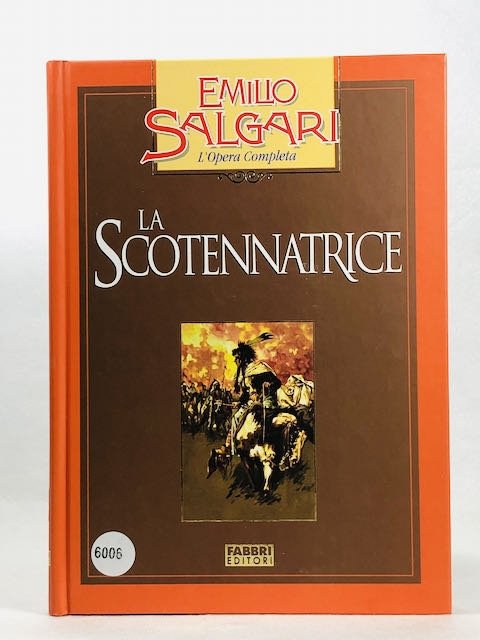 EMILIO
SALGARI
L'Opera Completa
LA
SCOTENNATRICE
6006
FABBRI
EDITORI